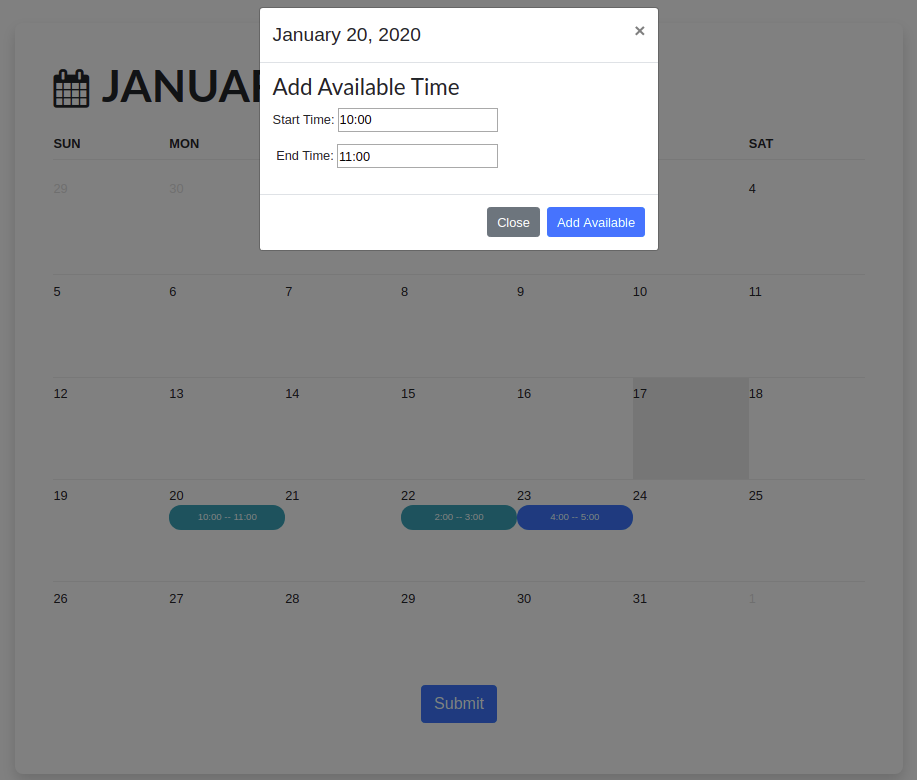 January 20, 2020 ×
Add Available Time
Start Time: 10:00
End Time: 11:00
Close Add Available
SUN MON SAT
29 30 4
5 6 7 8 9 10 11
12 13 14 15 16 17 18
19 20 21 22 23 24 25
10:00 -- 11:00 2:00 -- 3:00 4:00 -- 5:00
26 27 28 29 30 31 1
Submit